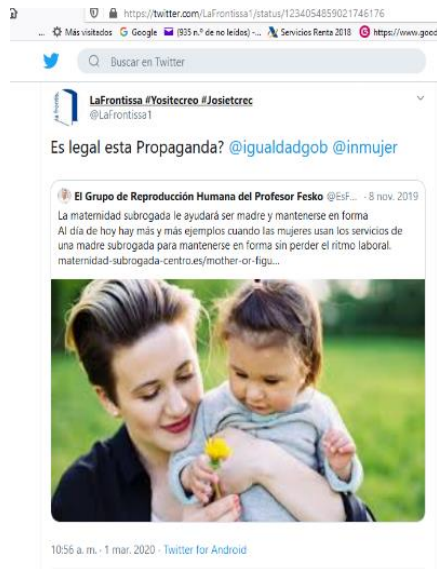 https://twitter.com/LaFrontissa1/status/1234054859021746176
... Más visitados Google (935 n.º de no leídos) -... Servicios Renta 2018 https://www.good
Buscar en Twitter
LaFrontissa #Yositecreo #Josietcrec
@LaFrontissa1
Es legal esta Propaganda? @igualdadgob @inmujer
El Grupo de Reproducción Humana del Profesor Fesko @EsF... · 8 nov. 2019
La maternidad subrogada le ayudará ser madre y mantenerse en forma
Al día de hoy hay más y más ejemplos cuando las mujeres usan los servicios de
una madre subrogada para mantenerse en forma sin perder el ritmo laboral.
maternidad-subrogada-centro.es/mother-or-figu...
10:56 a. m. · 1 mar. 2020 · Twitter for Android